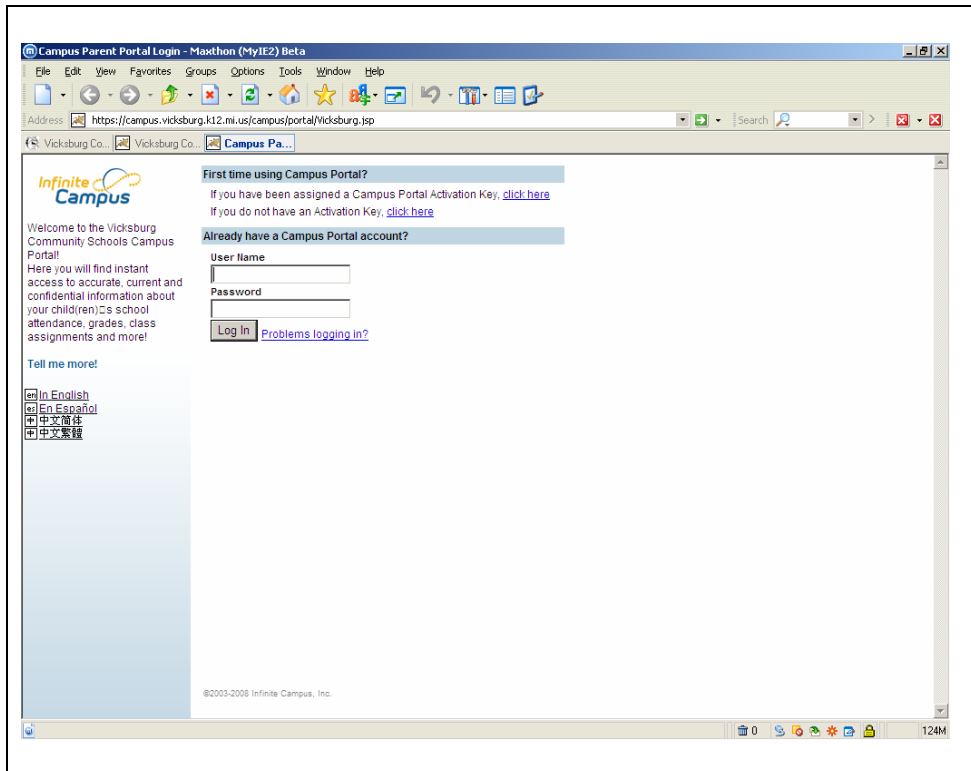 Campus Parent Portal Login - Maxthon (MyIE2) Beta
File Edit View Favorites Groups Options Tools Window Help
Address https://campus.vicksburg.k12.mi.us/campus/portal/Vicksburg.jsp Search
Vicksburg Co... Vicksburg Co... Campus Pa...
Infinite
Campus
Welcome to the Vicksburg
Community Schools Campus
Portal!
Here you will find instant
access to accurate, current and
confidential information about
your child(ren)□s school
attendance, grades, class
assignments and more!
Tell me more!
en In English
es En Español
中 中文简体
中 中文繁體
First time using Campus Portal?
If you have been assigned a Campus Portal Activation Key, click here
If you do not have an Activation Key, click here
Already have a Campus Portal account?
User Name
Password
Log In Problems logging in?
©2003-2008 Infinite Campus, Inc.
0 124M